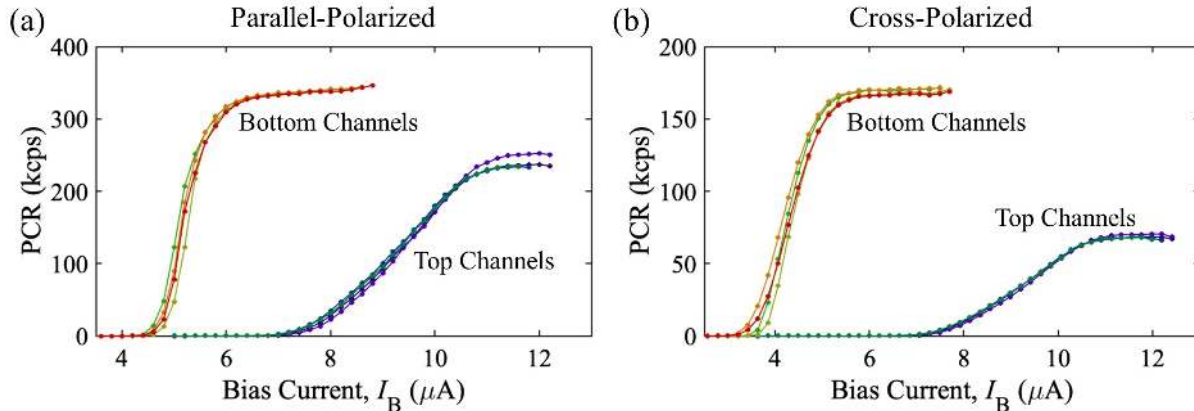 (a) Parallel-Polarized
400
300
200
100
0
PCR (kcps)
Bottom Channels
Top Channels
4 6 8 10 12
Bias Current, I_B (μA)
(b) Cross-Polarized
200
150
100
50
0
PCR (kcps)
Bottom Channels
Top Channels
4 6 8 10 12
Bias Current, I_B (μA)